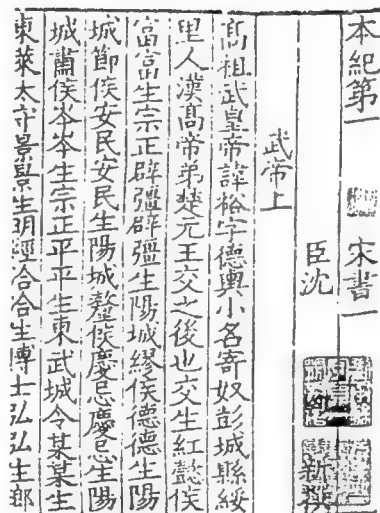 本紀第一 宋書一
臣沈 新撰
武帝上
髙祖武皇帝諱裕字德輿小名寄奴彭城縣綏
里人漢髙帝弟楚元王交之後也交生紅懿侯
富富生宗正辟彊辟彊生陽城繆侯德德生陽
城節侯安民安民生陽城釐侯慶忌慶忌生陽
城肅侯岑岑生宗正平平生東武城令某某生
東萊太守景景生明經洽洽生博士弘弘生郎